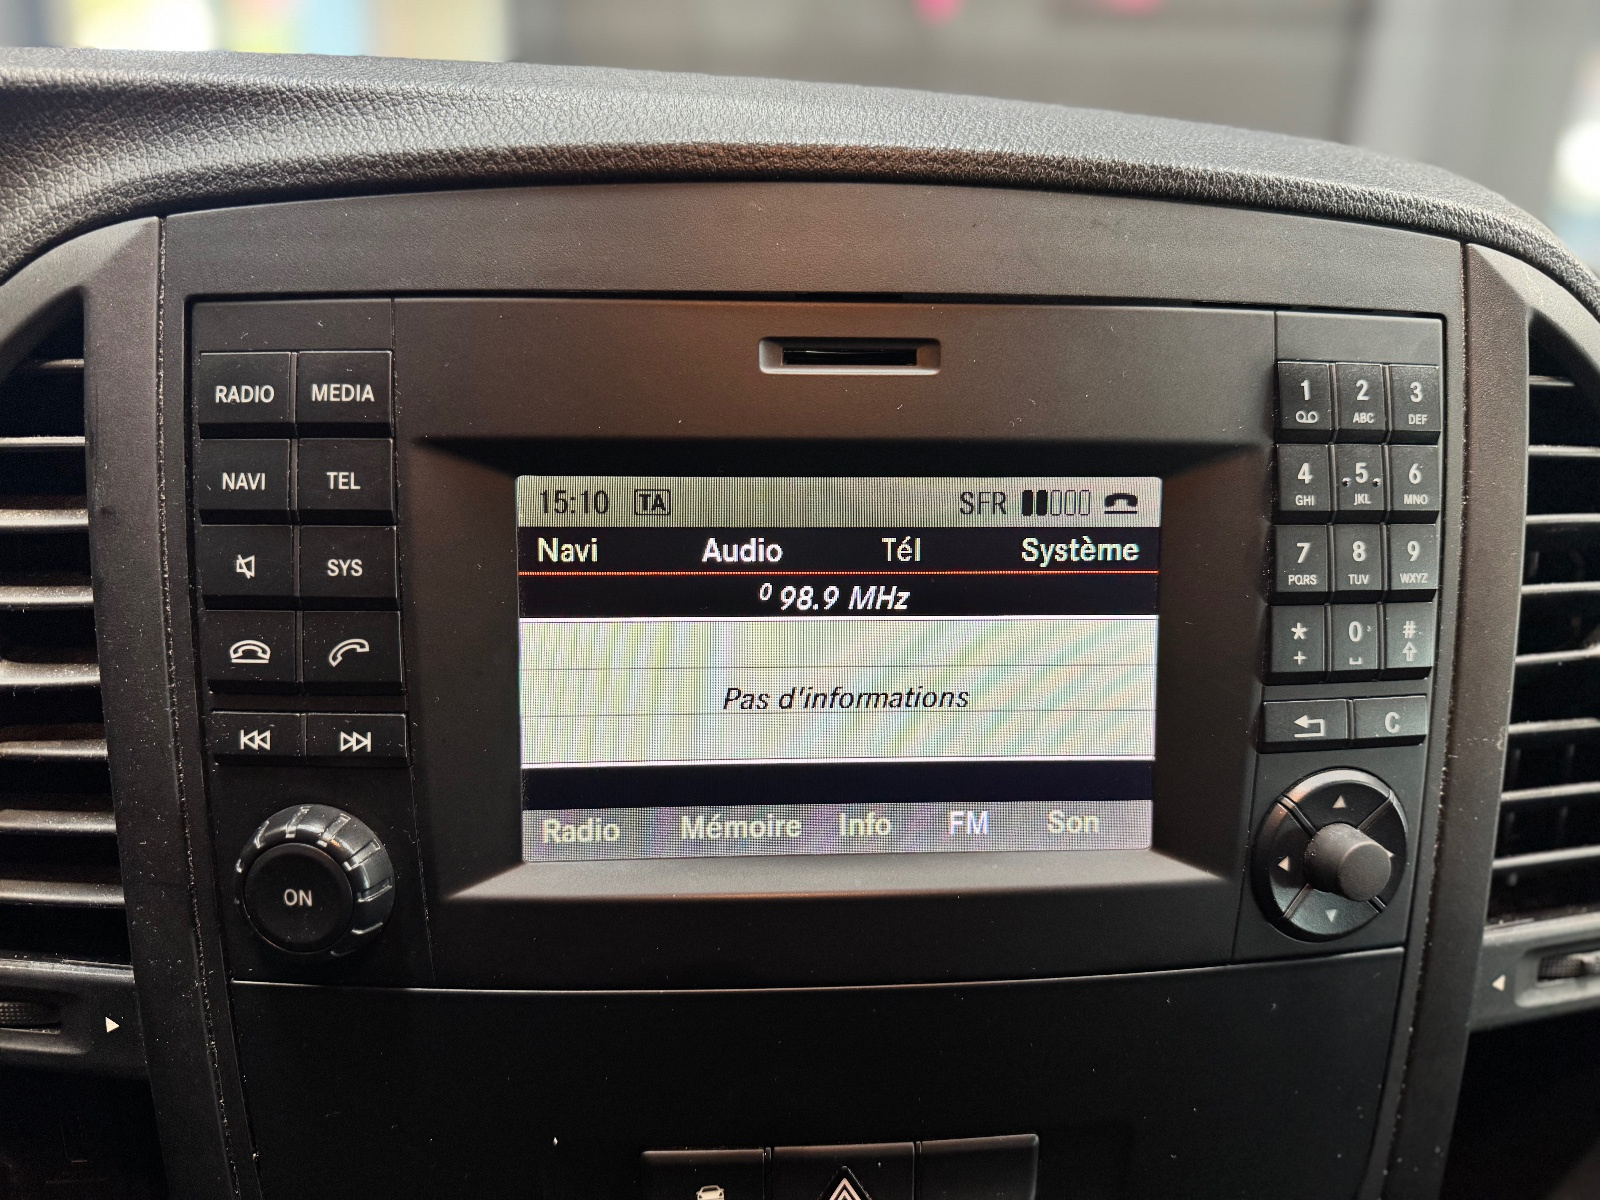 RADIO MEDIA
NAVI TEL
SYS
ON
15:10 TA SFR
Navi Audio Tél Système
0 98.9 MHz
Pas d'informations
Radio Mémoire Info FM Son
1 2 ABC 3 DEF
4 GHI 5 JKL 6 MNO
7 PQRS 8 TUV 9 WXYZ
* + 0 #
C